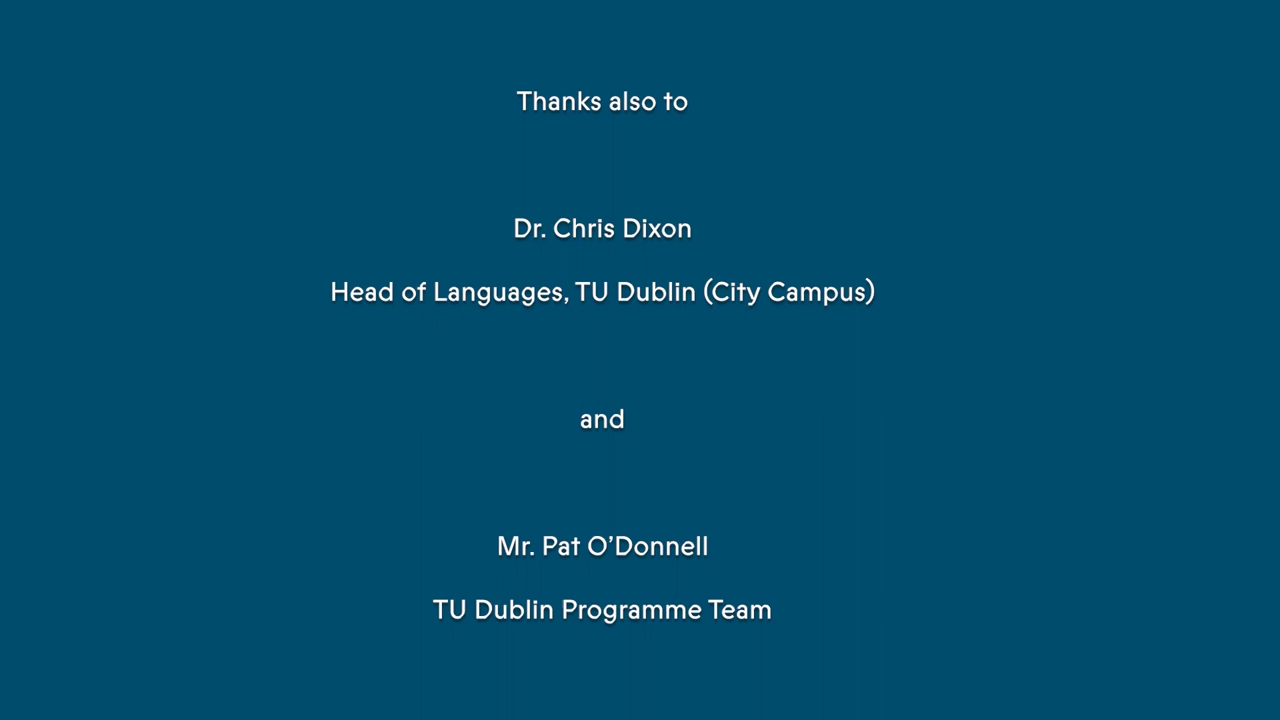 Thanks also to
Dr. Chris Dixon
Head of Languages, TU Dublin (City Campus)
and
Mr. Pat O’Donnell
TU Dublin Programme Team